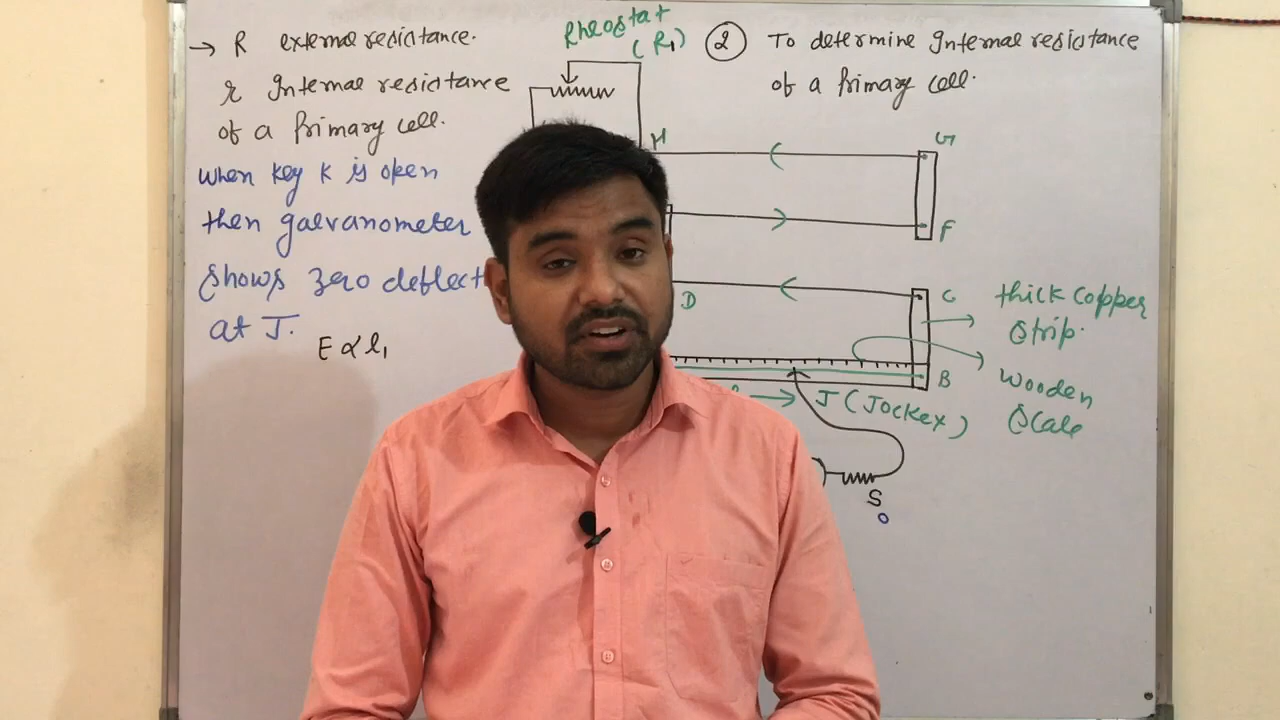 → R external resistance.
r Internal resistance
of a Primary cell.
when key K is open
then galvanometer
shows zero deflect
at J.
E ∝ l₁
Rheostat
(R₁)
② To determine Internal resistance
of a Primary cell.
H
G
F
D
C
thick copper
strip.
B
wooden
scale
J (Jockey)
S